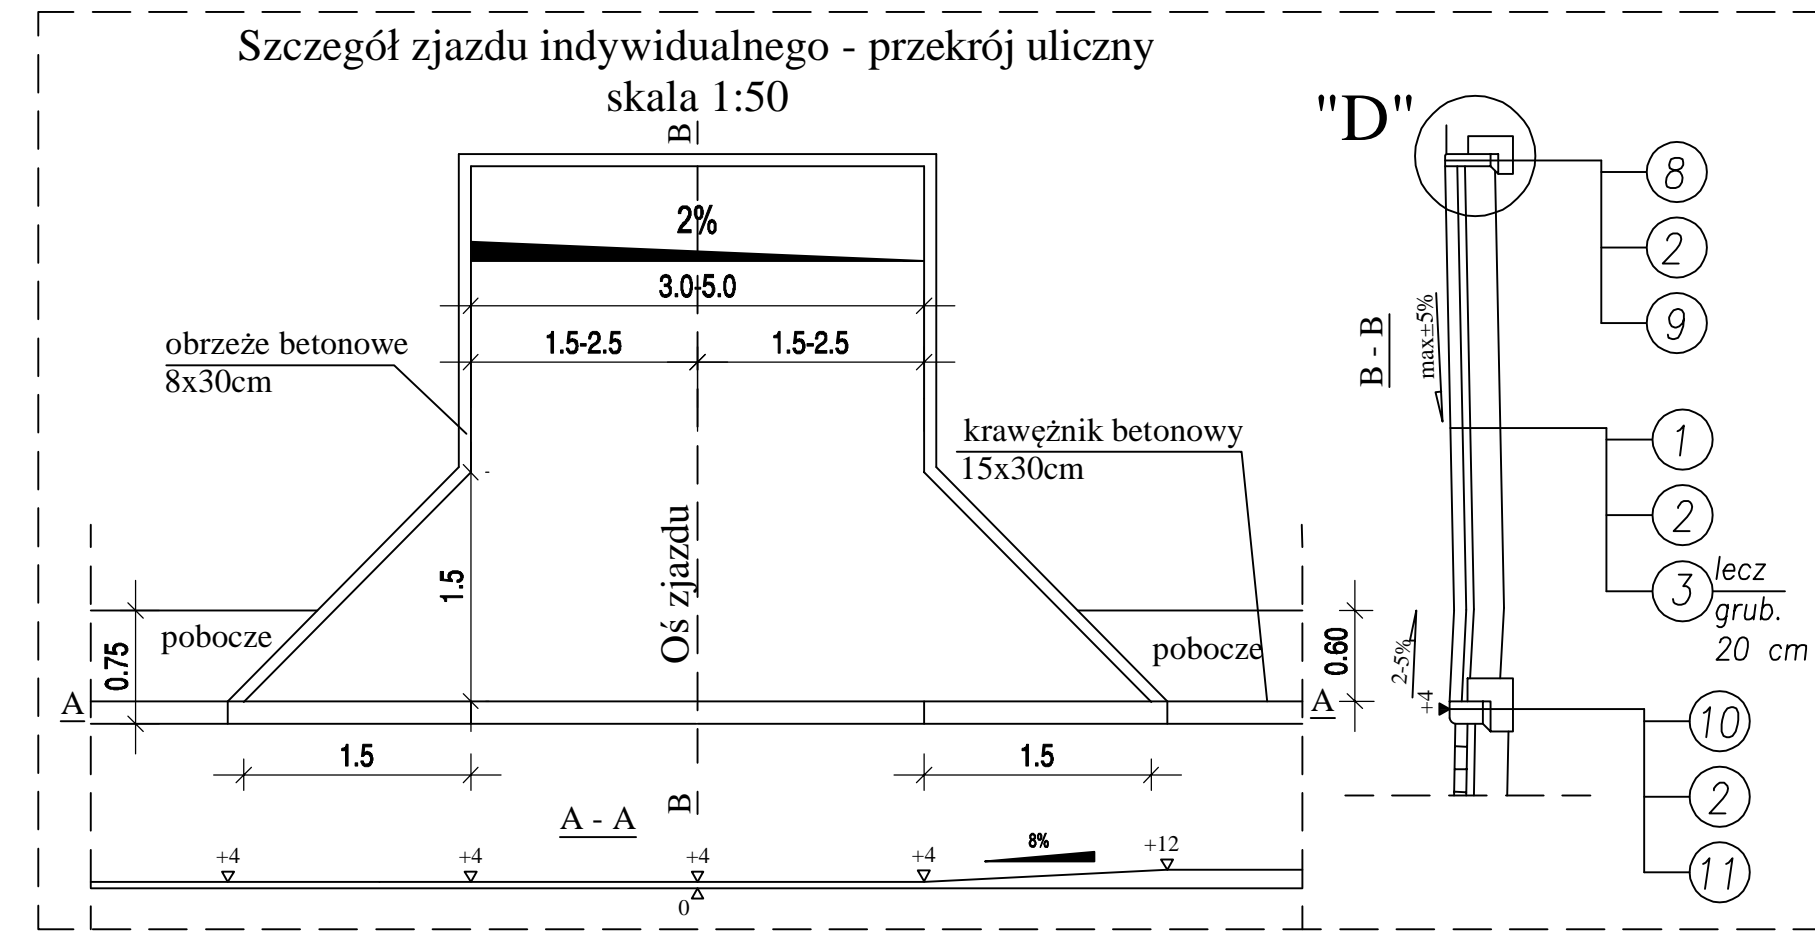 Szczegół zjazdu indywidualnego - przekrój uliczny
skala 1:50
"D"
B
2%
3.0-5.0
1.5-2.5
1.5-2.5
obrzeże betonowe
8x30cm
krawężnik betonowy
15x30cm
Oś zjazdu
1.5
pobocze
0.75
pobocze
0.60
A
A
1.5
1.5
B
A - A
+4
+4
+4
+4
8%
+12
0
B - B
max±5%
2-5%
+4
8
2
9
1
2
3
lecz
grub.
20 cm
10
2
11